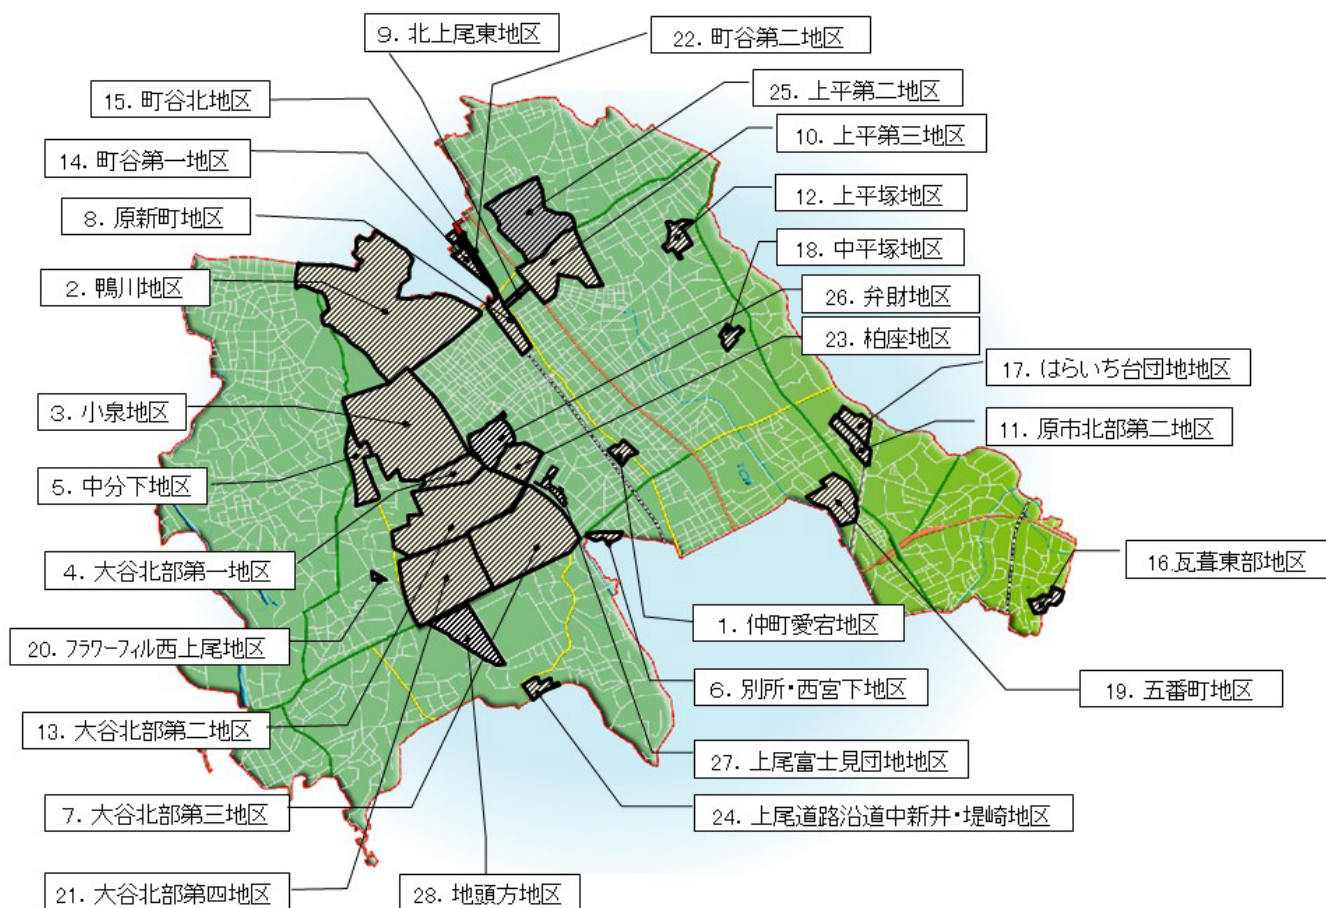 9. 北上尾東地区
22. 町谷第二地区
15. 町谷北地区
25. 上平第二地区
14. 町谷第一地区
10. 上平第三地区
8. 原新町地区
12. 上平塚地区
2. 鴨川地区
18. 中平塚地区
26. 弁財地区
23. 柏座地区
3. 小泉地区
17. はらいち台団地地区
11. 原市北部第二地区
5. 中分下地区
4. 大谷北部第一地区
16.瓦葺東部地区
20. フラワーフィル西上尾地区
1. 仲町愛宕地区
6. 別所・西宮下地区
19. 五番町地区
13. 大谷北部第二地区
27. 上尾富士見団地地区
7. 大谷北部第三地区
24. 上尾道路沿道中新井・堤崎地区
21. 大谷北部第四地区
28. 地頭方地区